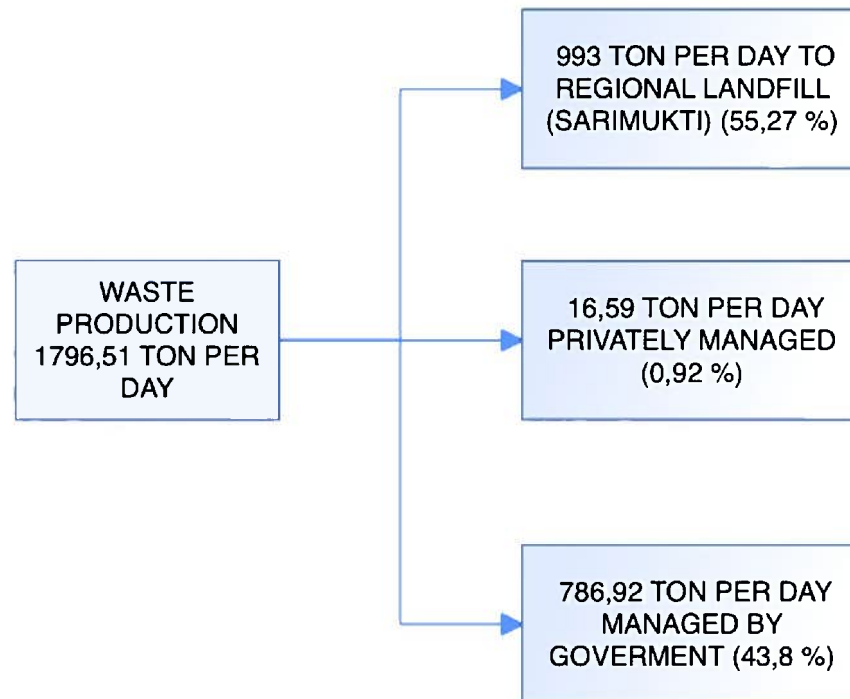 993 TON PER DAY TO
REGIONAL LANDFILL
(SARIMUKTI) (55,27 %)
WASTE
PRODUCTION
1796,51 TON PER
DAY
16,59 TON PER DAY
PRIVATELY MANAGED
(0,92 %)
786,92 TON PER DAY
MANAGED BY
GOVERMENT (43,8 %)